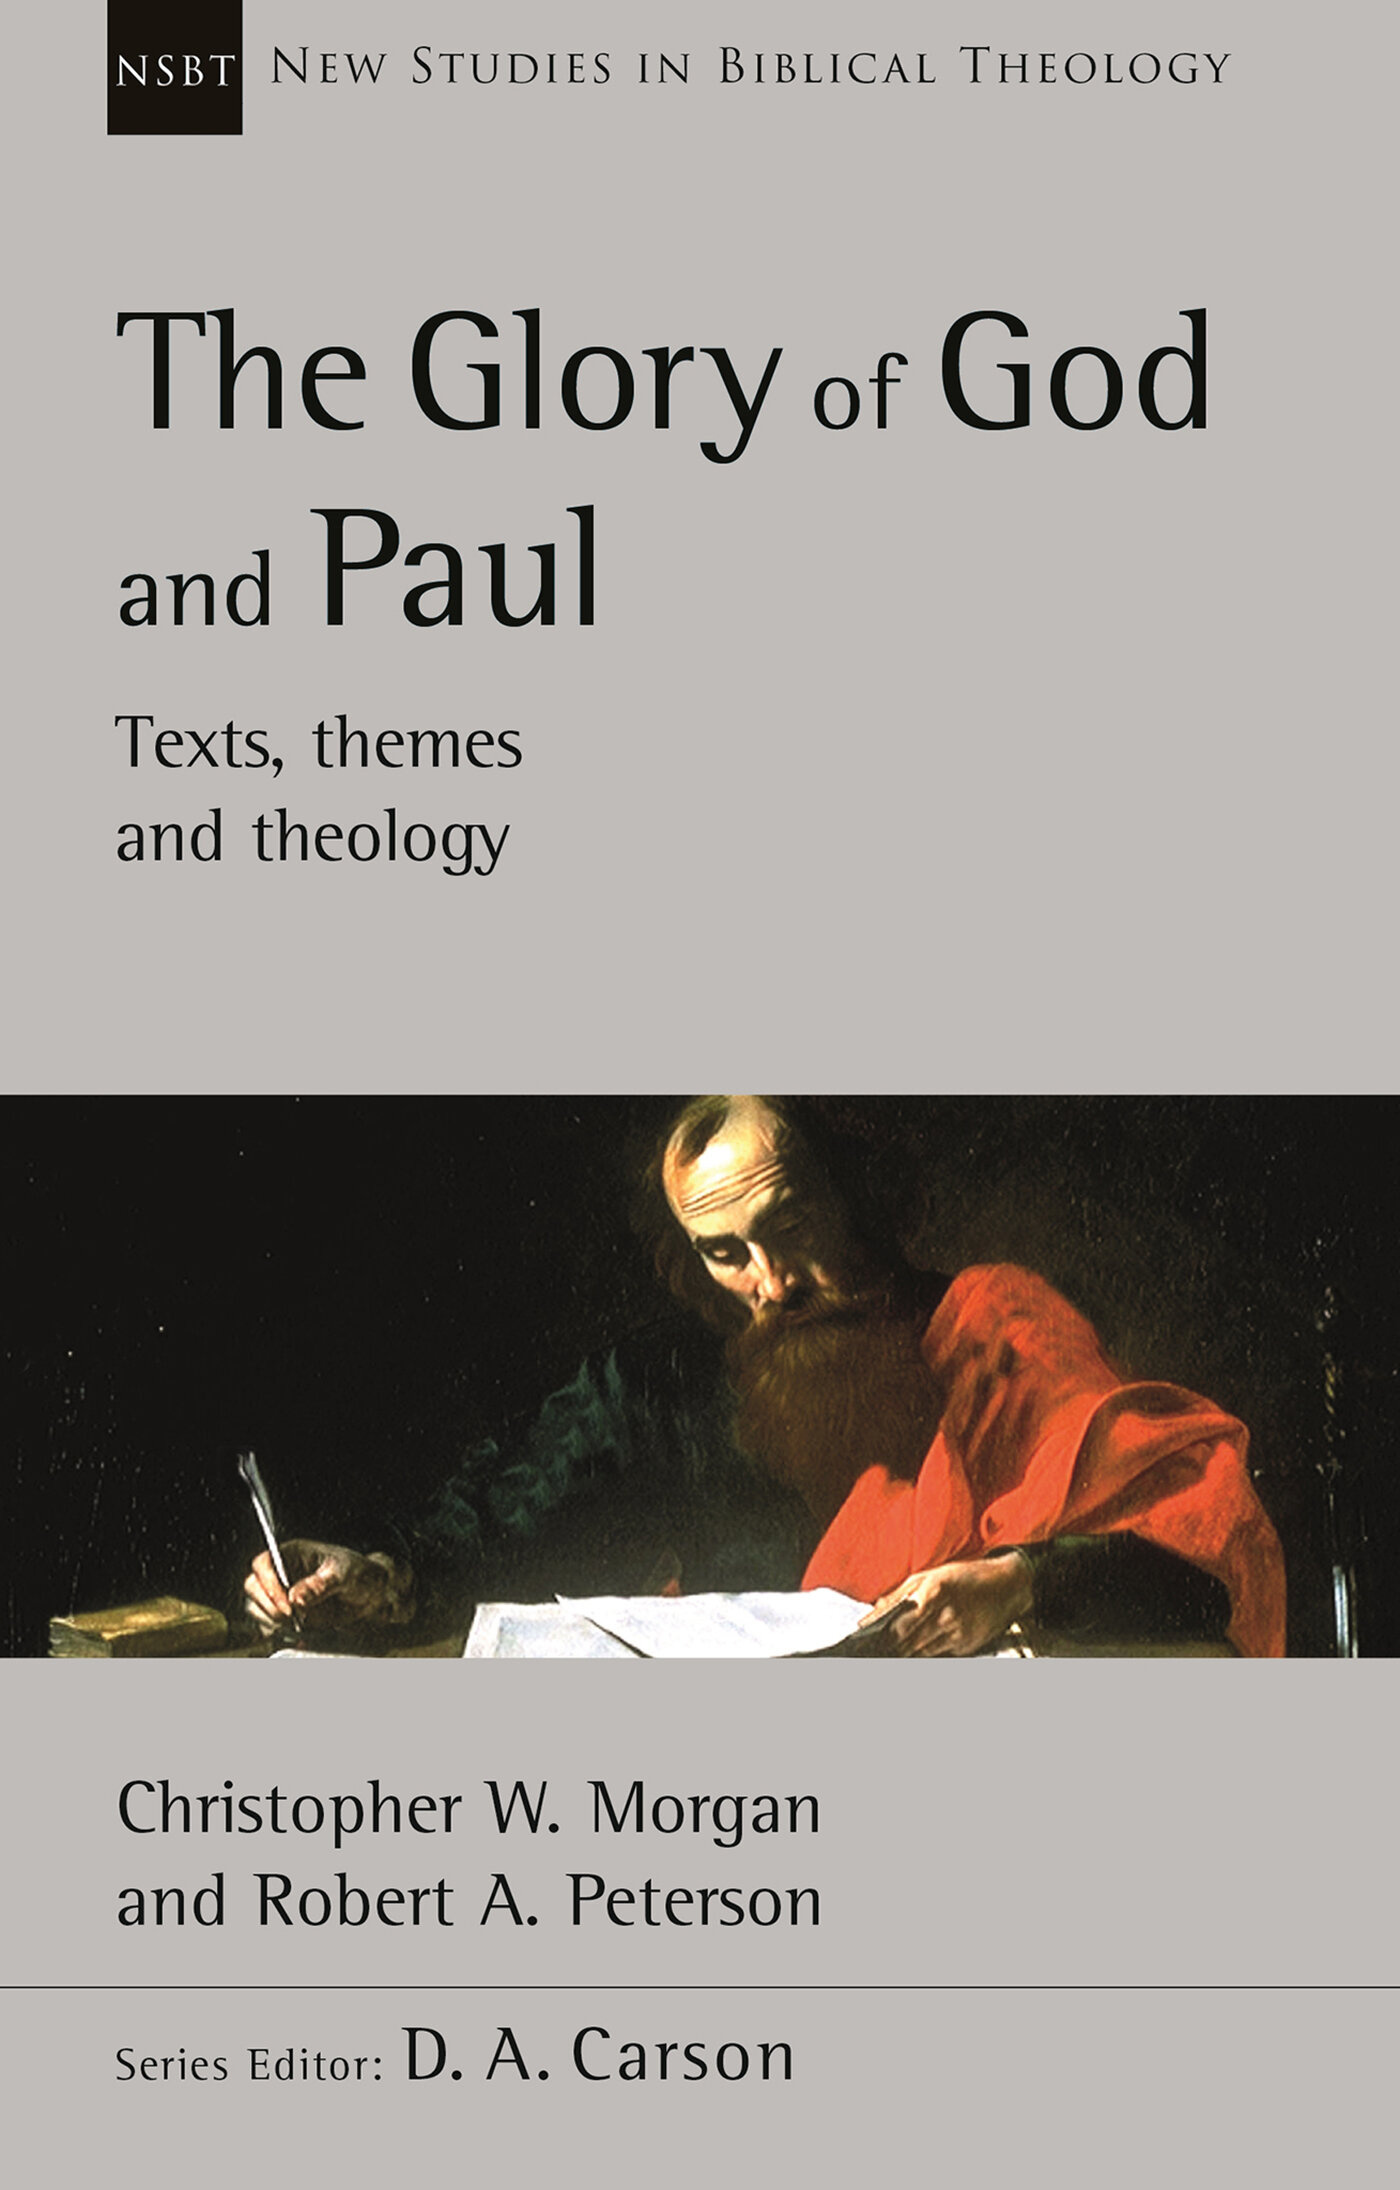 NSBT New Studies in Biblical Theology
The Glory of God
and Paul
Texts, themes
and theology
Christopher W. Morgan
and Robert A. Peterson
Series Editor: D. A. Carson